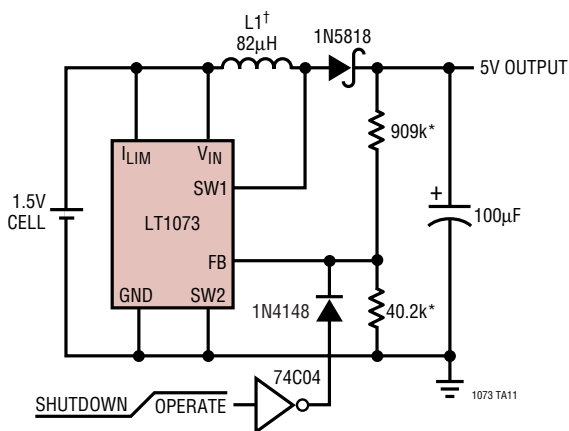 L1†
82µH
1N5818
5V OUTPUT
909k*
ILIM
VIN
SW1
1.5V
CELL
LT1073
+
100µF
FB
GND
SW2
1N4148
40.2k*
74C04
SHUTDOWN
OPERATE
1073 TA11